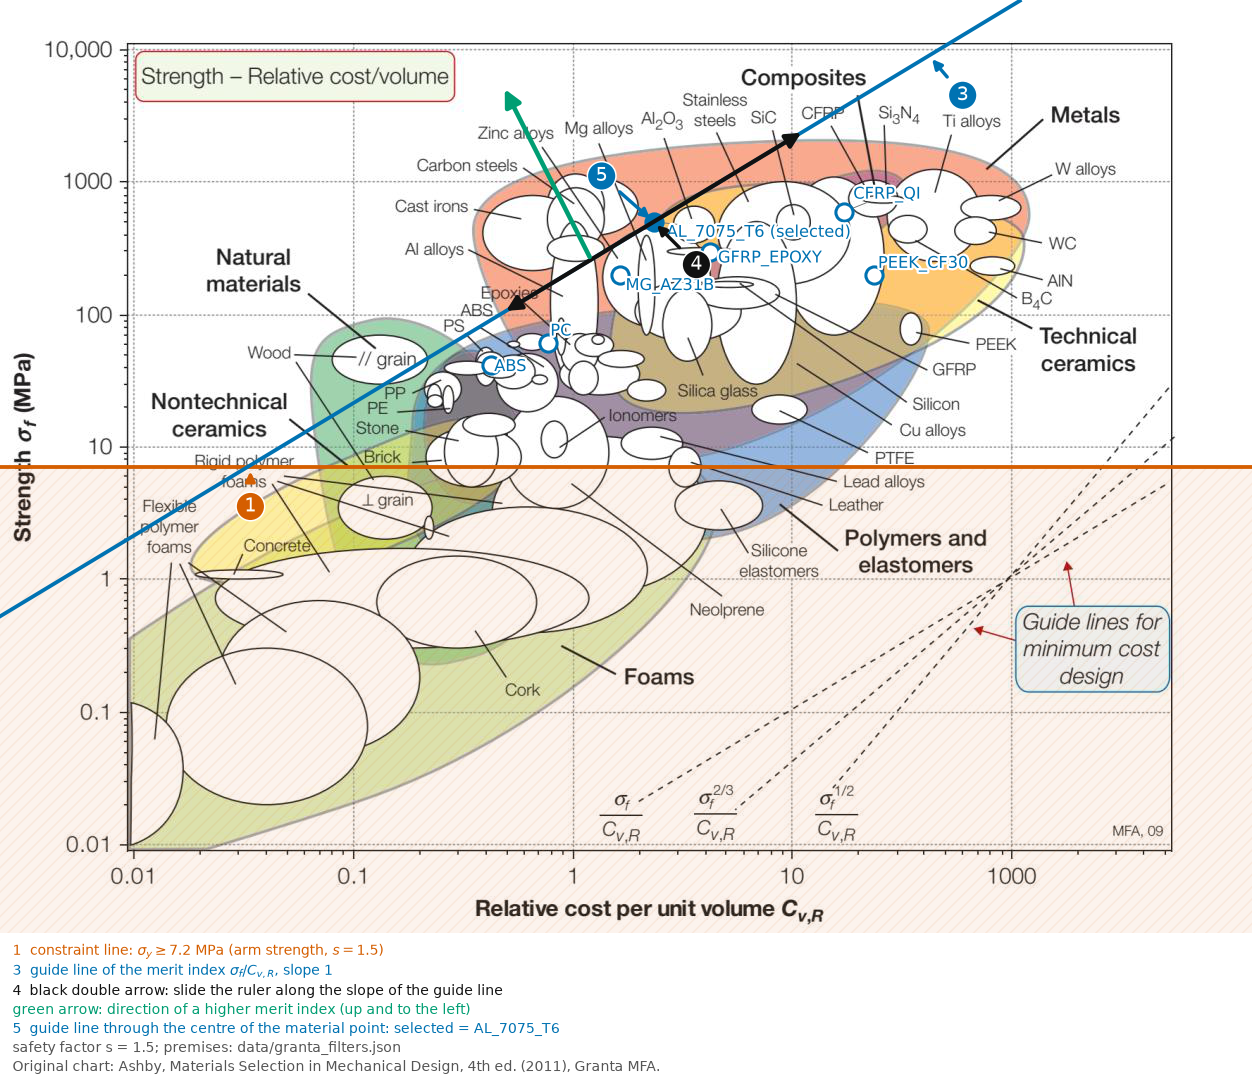 10,000
1000
100
10
1
0.1
0.01
Strength σf (MPa)
Strength – Relative cost/volume
Composites
3
Stainless
steels
Al2O3
SiC
CFRP
Si3N4
Ti alloys
Metals
Zinc alloys
Mg alloys
Carbon steels
W alloys
5
CFRP_QI
Cast irons
AL_7075_T6 (selected)
Al alloys
4
GFRP_EPOXY
PEEK_CF30
WC
Natural
materials
MG_AZ31B
AlN
B4C
Epoxies
ABS
PS
PC
Technical
ceramics
Wood
// grain
ABS
PEEK
GFRP
PP
PE
Silica glass
Silicon
Nontechnical
ceramics
Stone
Ionomers
Cu alloys
Brick
PTFE
Rigid polymer
foams
Lead alloys
Leather
1
⊥ grain
Flexible
polymer
foams
Concrete
Silicone
elastomers
Polymers and
elastomers
Neolprene
Guide lines for
minimum cost
design
Foams
Cork
σf
Cv,R
σf2/3
Cv,R
σf1/2
Cv,R
MFA, 09
0.01
0.1
1
10
1000
Relative cost per unit volume Cv,R
1 constraint line: σy ≥ 7.2 MPa (arm strength, s = 1.5)
3 guide line of the merit index σf/Cv,R, slope 1
4 black double arrow: slide the ruler along the slope of the guide line
green arrow: direction of a higher merit index (up and to the left)
5 guide line through the centre of the material point: selected = AL_7075_T6
safety factor s = 1.5; premises: data/granta_filters.json
Original chart: Ashby, Materials Selection in Mechanical Design, 4th ed. (2011), Granta MFA.